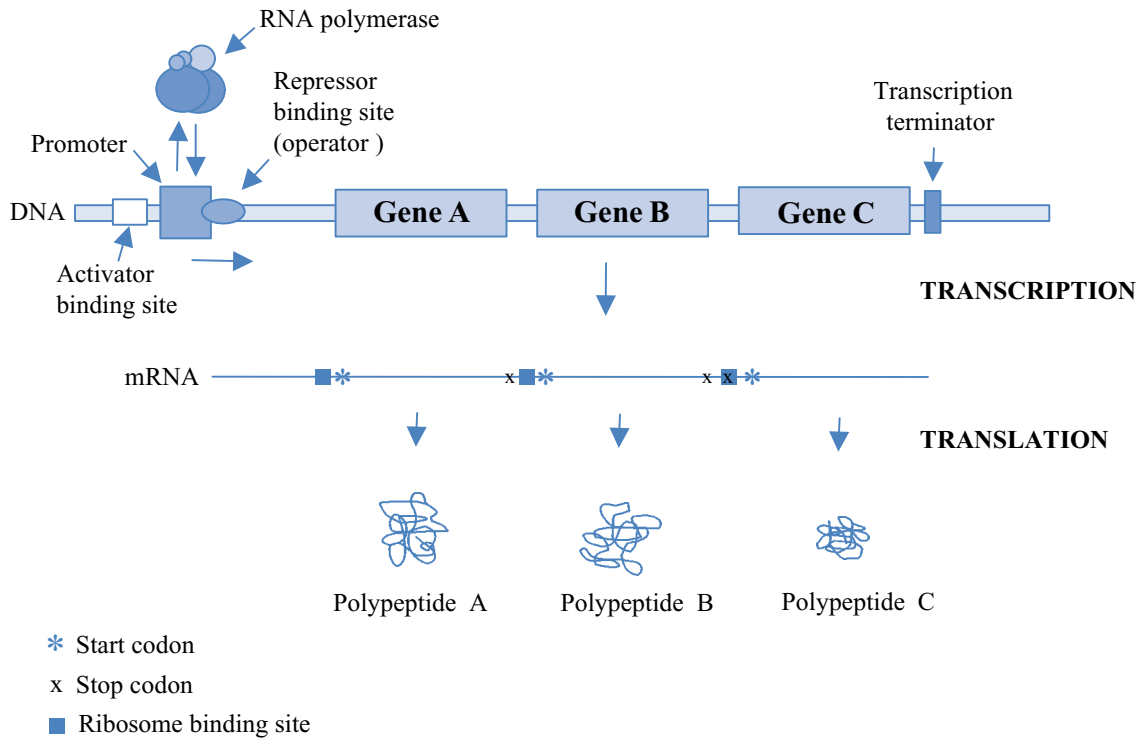 RNA polymerase
Repressor
binding site
(operator )
Transcription
terminator
Promoter
DNA
Gene A
Gene B
Gene C
Activator
binding site
TRANSCRIPTION
mRNA
x
x
x
TRANSLATION
Polypeptide A
Polypeptide B
Polypeptide C
* Start codon
x Stop codon
Ribosome binding site